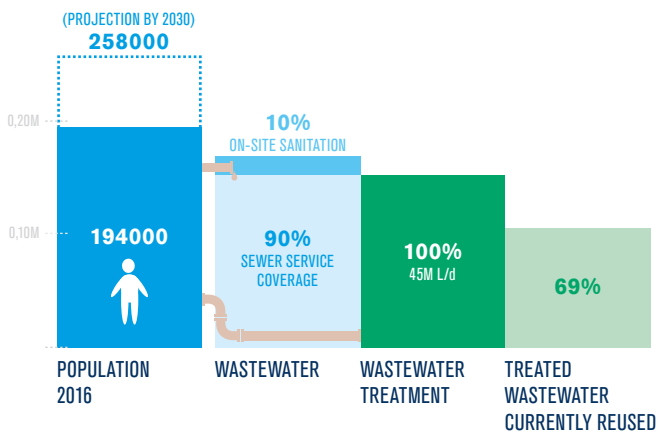 (PROJECTION BY 2030)
258000
0,20M
10%
ON-SITE SANITATION
0,10M
194000
90%
SEWER SERVICE
COVERAGE
100%
45M L/d
69%
POPULATION
2016
WASTEWATER
WASTEWATER
TREATMENT
TREATED
WASTEWATER
CURRENTLY REUSED